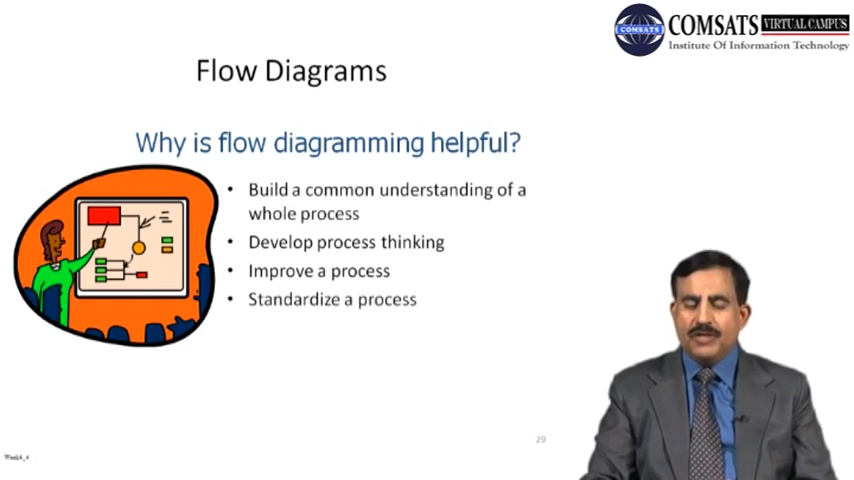 COMSATS VIRTUAL CAMPUS
Institute Of Information Technology
COMSATS
Flow Diagrams
Why is flow diagramming helpful?
• Build a common understanding of a
whole process
• Develop process thinking
• Improve a process
• Standardize a process
29
Week4_4